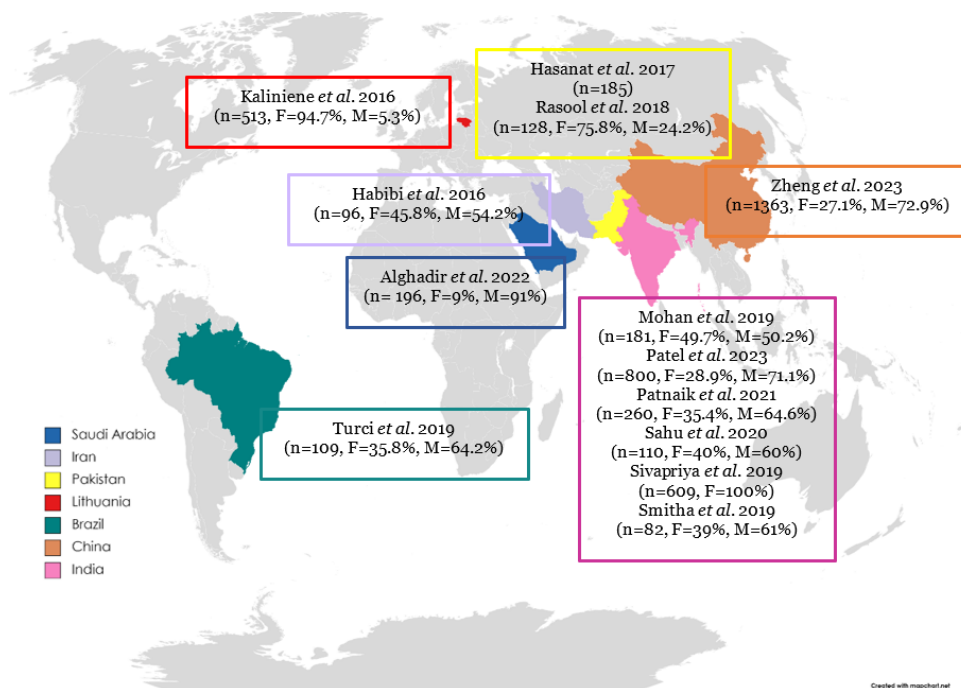 Hasanat et al. 2017
(n=185)
Rasool et al. 2018
(n=128, F=75.8%, M=24.2%)
Kaliniene et al. 2016
(n=513, F=94.7%, M=5.3%)
Zheng et al. 2023
(n=1363, F=27.1%, M=72.9%)
Habibi et al. 2016
(n=96, F=45.8%, M=54.2%)
Alghadir et al. 2022
(n= 196, F=9%, M=91%)
Mohan et al. 2019
(n=181, F=49.7%, M=50.2%)
Patel et al. 2023
(n=800, F=28.9%, M=71.1%)
Patnaik et al. 2021
(n=260, F=35.4%, M=64.6%)
Sahu et al. 2020
(n=110, F=40% M=60%)
Sivapriya et al. 2019
(n=609, F=100%)
Smitha et al. 2019
(n=82, F=39% M=61%)
Turci et al. 2019
(n=109, F=35.8%, M=64.2%)
Saudi Arabia
Iran
Pakistan
Lithuania
Brazil
China
India
Created with mapchart.net